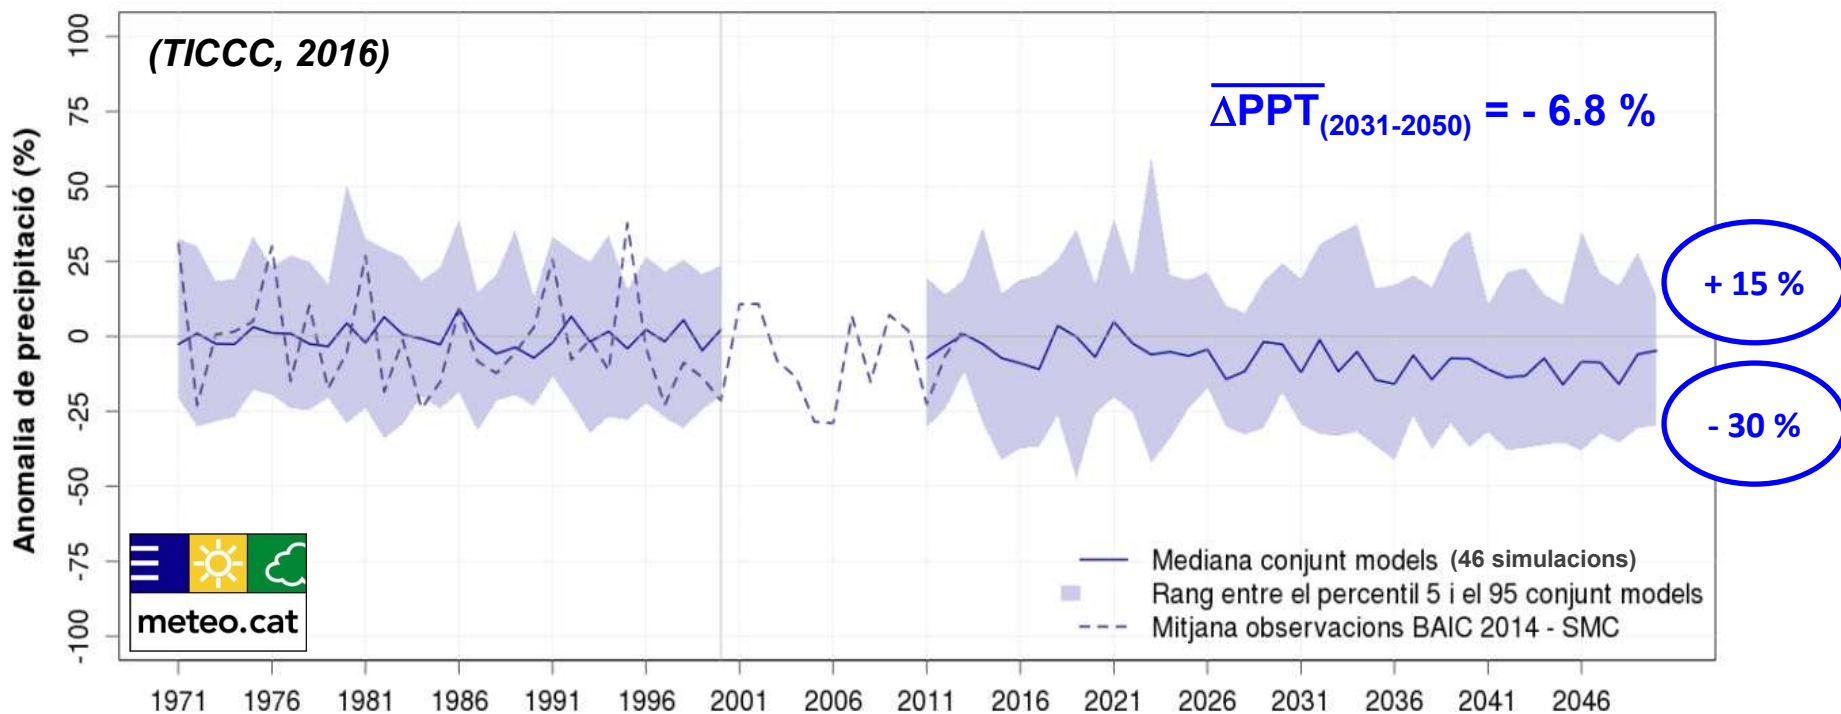 (TICCC, 2016)
ΔPPT(2031-2050) = - 6.8 %
Anomalia de precipitació (%)
100
75
50
25
0
-25
-50
-75
-100
+ 15 %
- 30 %
Mediana conjunt models (46 simulacions)
Rang entre el percentil 5 i el 95 conjunt models
Mitjana observacions BAIC 2014 - SMC
meteo.cat
1971 1976 1981 1986 1991 1996 2001 2006 2011 2016 2021 2026 2031 2036 2041 2046